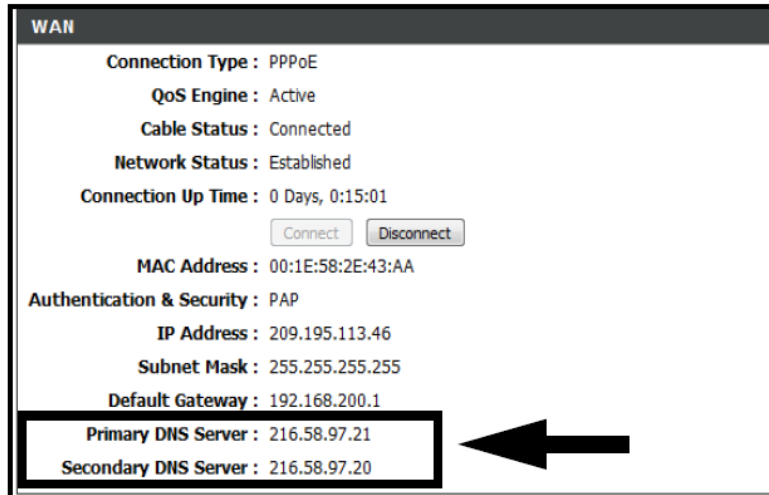 WAN
Connection Type : PPPoE
QoS Engine : Active
Cable Status : Connected
Network Status : Established
Connection Up Time : 0 Days, 0:15:01
Connect Disconnect
MAC Address : 00:1E:58:2E:43:AA
Authentication & Security : PAP
IP Address : 209.195.113.46
Subnet Mask : 255.255.255.255
Default Gateway : 192.168.200.1
Primary DNS Server : 216.58.97.21
Secondary DNS Server : 216.58.97.20